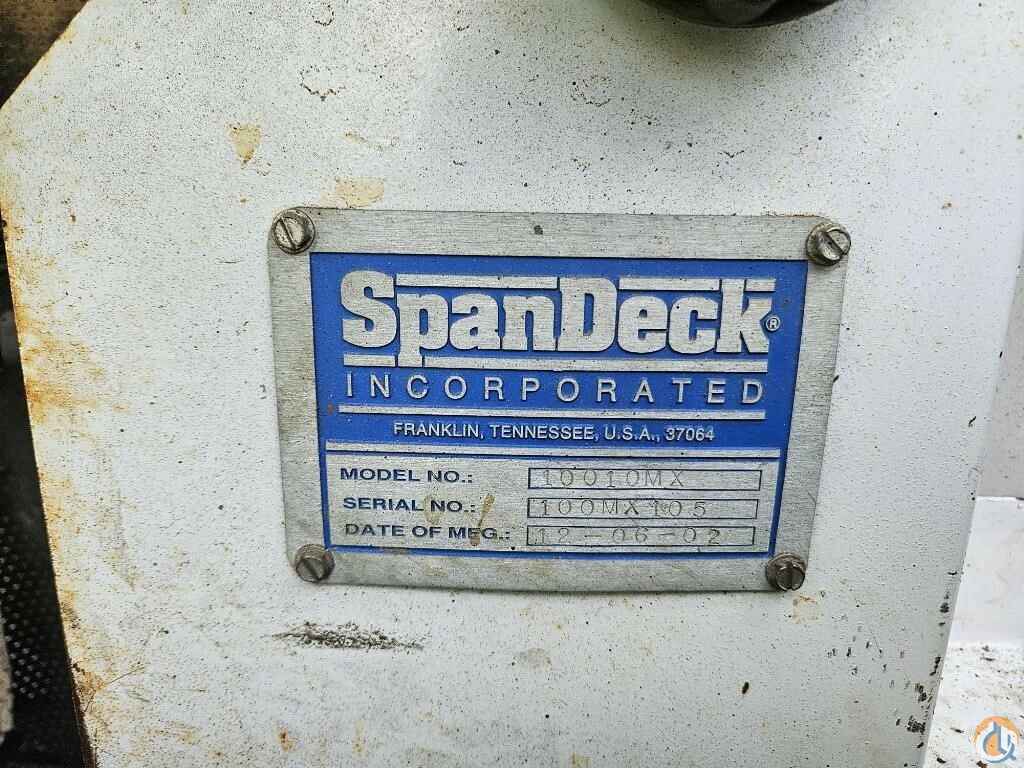 SpanDeck®
INCORPORATED
FRANKLIN, TENNESSEE, U.S.A., 37064
MODEL NO.: 10010MX
SERIAL NO.: 100MX105
DATE OF MFG.: 12-06-02